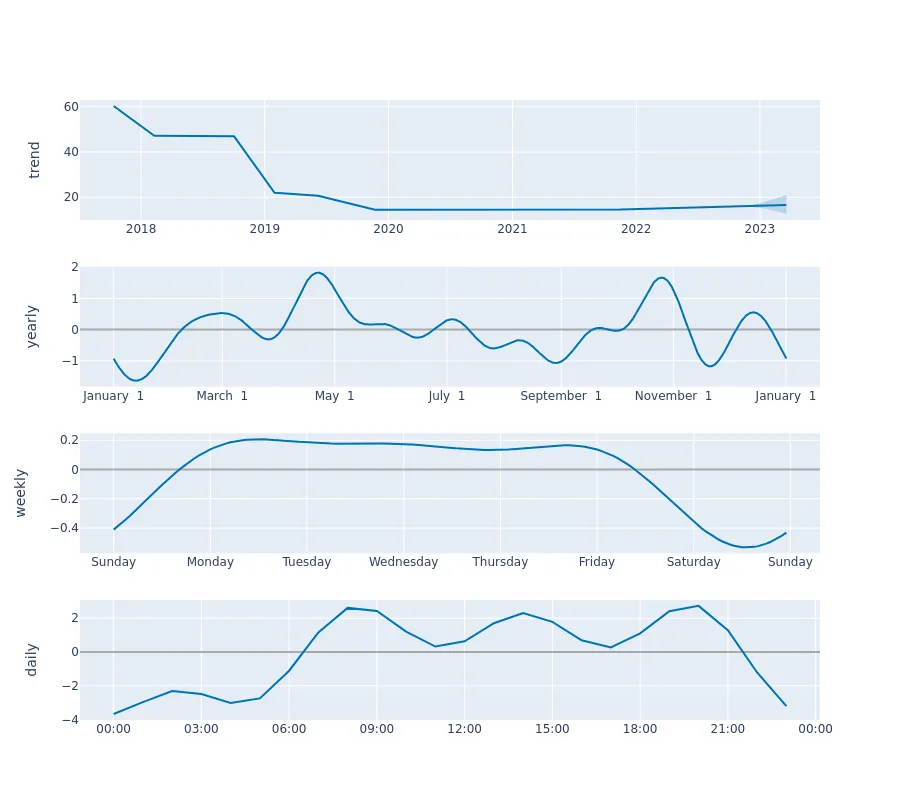 trend
60
40
20
2018 2019 2020 2021 2022 2023
yearly
2
1
0
−1
January 1 March 1 May 1 July 1 September 1 November 1 January 1
weekly
0.2
0
−0.2
−0.4
Sunday Monday Tuesday Wednesday Thursday Friday Saturday Sunday
daily
2
0
−2
−4
00:00 03:00 06:00 09:00 12:00 15:00 18:00 21:00 00:00